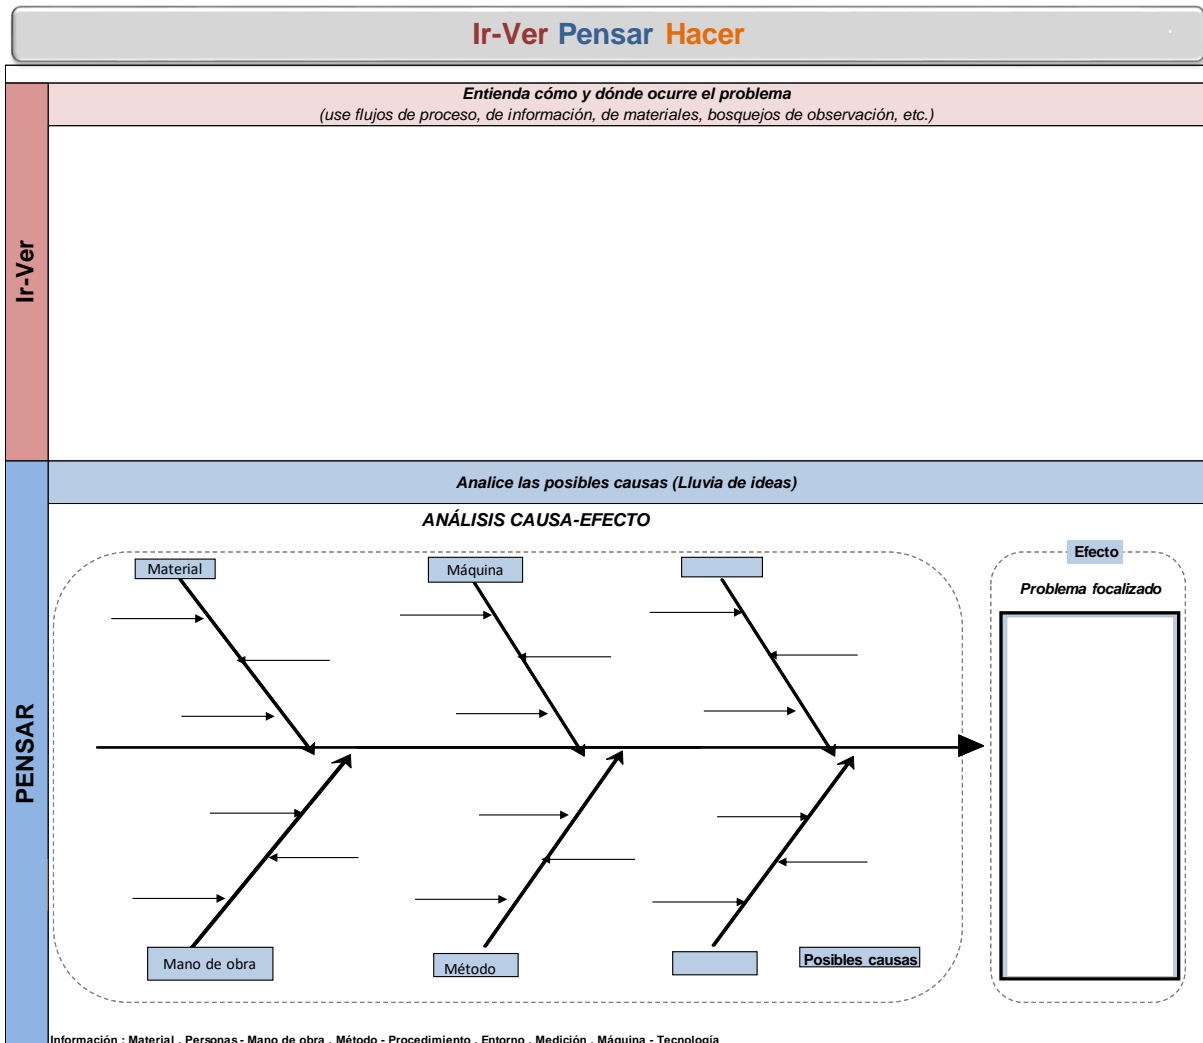 Ir-Ver Pensar Hacer
Entienda cómo y dónde ocurre el problema
(use flujos de proceso, de información, de materiales, bosquejos de observación, etc.)
Ir-Ver
Analice las posibles causas (Lluvia de ideas)
PENSAR
ANÁLISIS CAUSA-EFECTO
Material
Máquina
Efecto
Problema focalizado
Mano de obra
Método
Posibles causas
Información : Material , Personas - Mano de obra , Método - Procedimiento , Entorno , Medición , Máquina - Tecnología